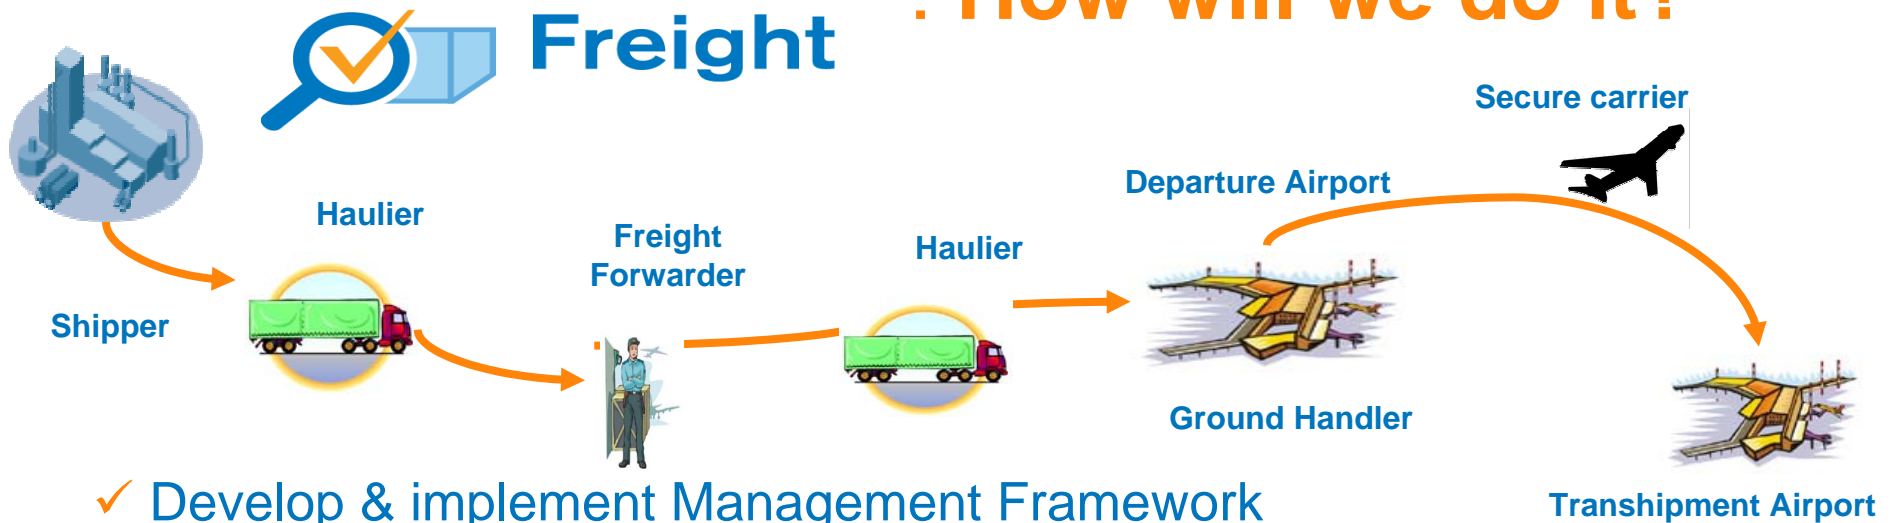 : How will we do it?
Freight
Secure carrier
Departure Airport
Haulier
Freight
Forwarder
Haulier
Shipper
Ground Handler
Transhipment Airport
✓ Develop & implement Management Framework